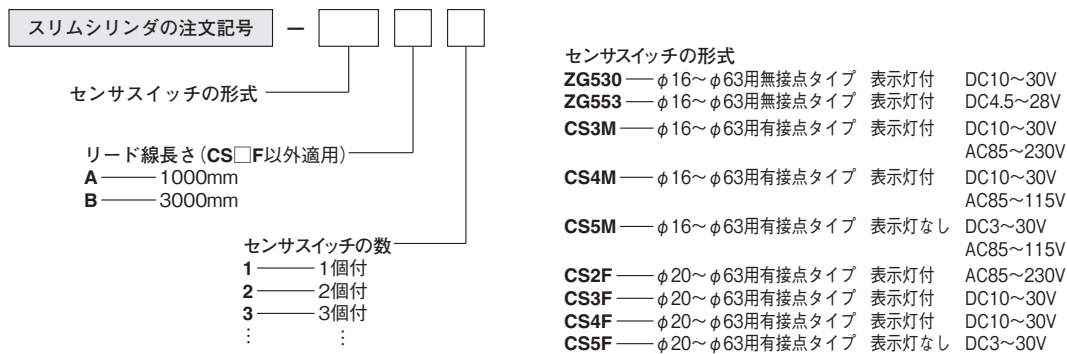 スリムシリンダの注文記号 －
センサスイッチの形式
リード線長さ（CS□F以外適用）
A ── 1000mm
B ── 3000mm
センサスイッチの数
1 ── 1個付
2 ── 2個付
3 ── 3個付
⋮ ⋮
センサスイッチの形式
ZG530 ── φ16～φ63用無接点タイプ 表示灯付 DC10～30V
ZG553 ── φ16～φ63用無接点タイプ 表示灯付 DC4.5～28V
CS3M ── φ16～φ63用有接点タイプ 表示灯付 DC10～30V
AC85～230V
CS4M ── φ16～φ63用有接点タイプ 表示灯付 DC10～30V
AC85～115V
CS5M ── φ16～φ63用有接点タイプ 表示灯なし DC3～30V
AC85～115V
CS2F ── φ20～φ63用有接点タイプ 表示灯付 AC85～230V
CS3F ── φ20～φ63用有接点タイプ 表示灯付 DC10～30V
CS4F ── φ20～φ63用有接点タイプ 表示灯付 DC10～30V
CS5F ── φ20～φ63用有接点タイプ 表示灯なし DC3～30V